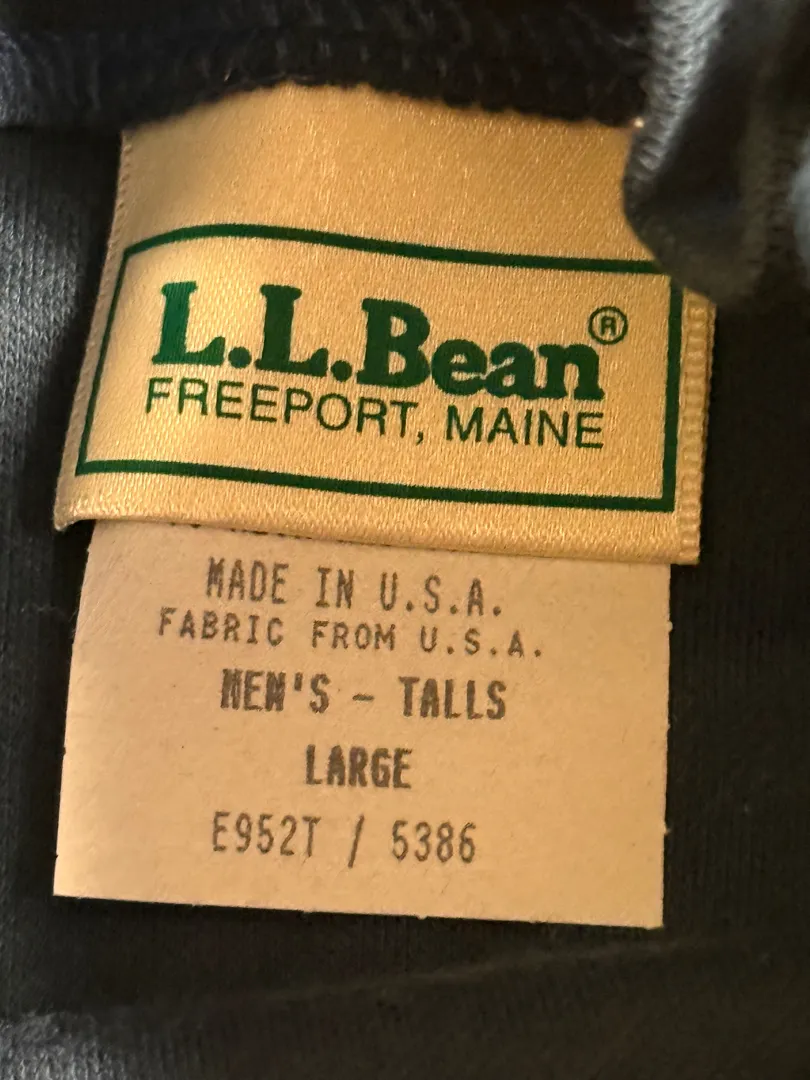 L.L.Bean®
FREEPORT, MAINE
MADE IN U.S.A.
FABRIC FROM U.S.A.
MEN'S - TALLS
LARGE
E952T / 5386